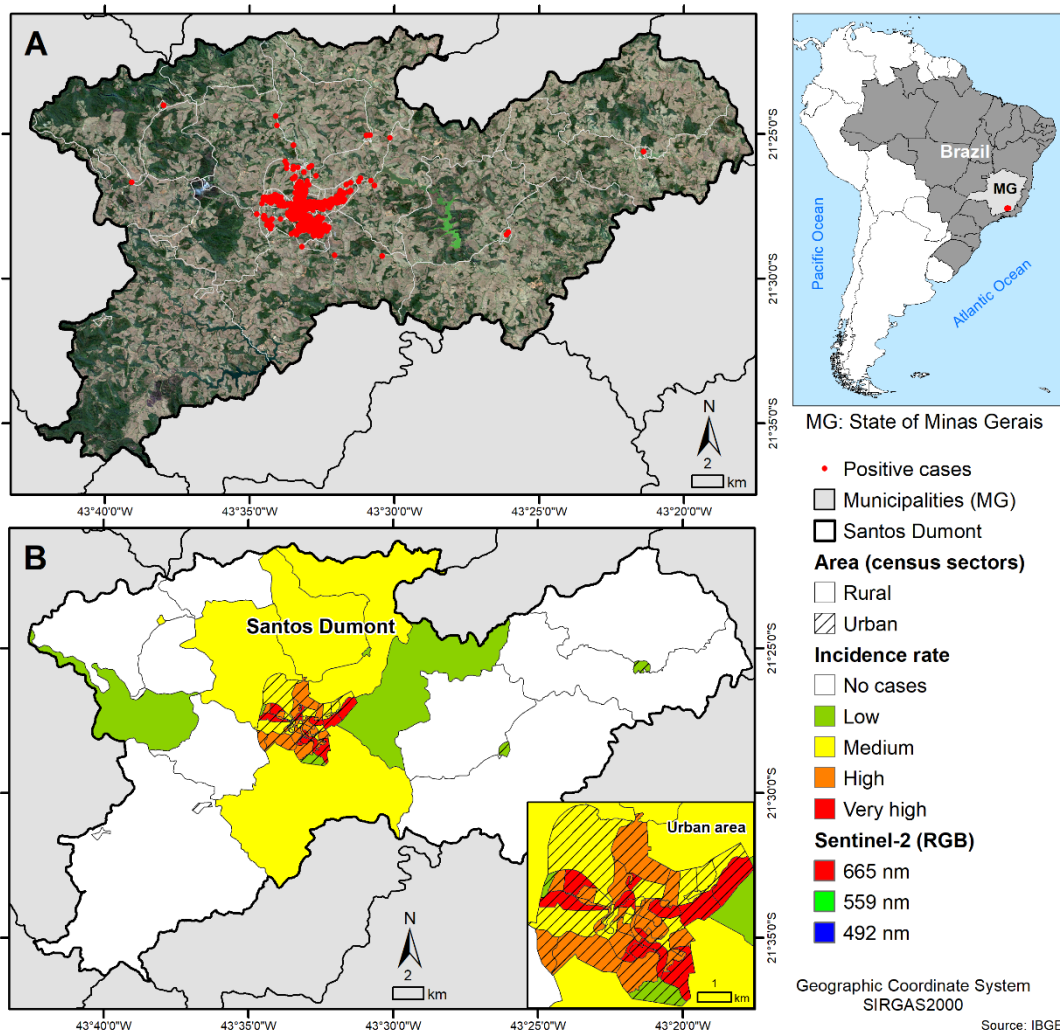 A
21°25'0"S
21°30'0"S
21°35'0"S
N
2
km
43°40'0"W
43°35'0"W
43°30'0"W
43°25'0"W
43°20'0"W
B
Santos Dumont
21°25'0"S
21°30'0"S
21°35'0"S
N
2
km
Urban area
1
km
43°40'0"W
43°35'0"W
43°30'0"W
43°25'0"W
43°20'0"W
Brazil
MG
Pacific Ocean
Atlantic Ocean
MG: State of Minas Gerais
Positive cases
Municipalities (MG)
Santos Dumont
Area (census sectors)
Rural
Urban
Incidence rate
No cases
Low
Medium
High
Very high
Sentinel-2 (RGB)
665 nm
559 nm
492 nm
Geographic Coordinate System
SIRGAS2000
Source: IBGE